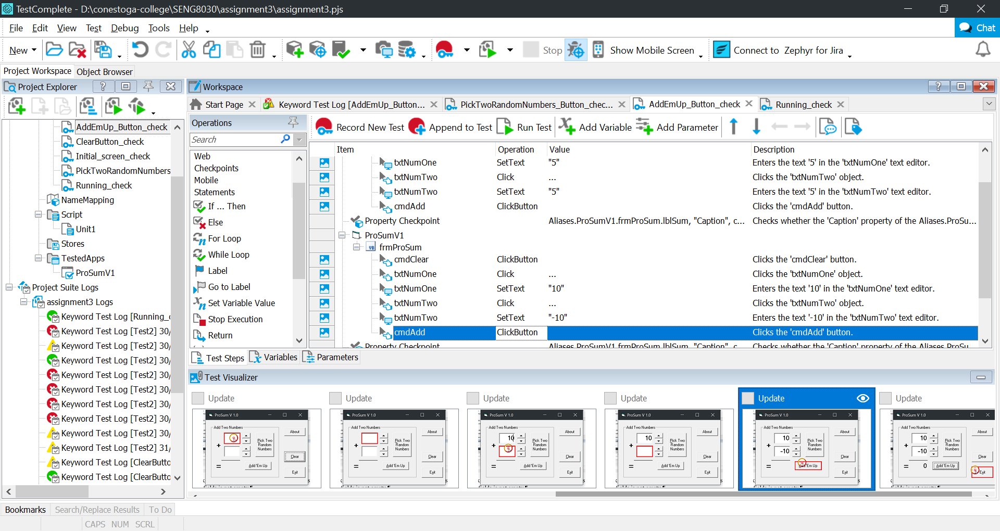 TestComplete - D:\conestoga-college\SENG8030\assignment3\assignment3.pjs
File Edit View Test Debug Tools Help
Chat
New
Stop
Show Mobile Screen
Connect to Zephyr for Jira
Project Workspace
Object Browser
Project Explorer
AddEmUp_Button_check
ClearButton_check
Initial_screen_check
PickTwoRandomNumbers
Running_check
NameMapping
Script
Unit1
Stores
TestedApps
ProSumV1
Project Suite Logs
assignment3 Logs
Keyword Test Log [Running_
Keyword Test Log [Test2] 30/
Keyword Test Log [Test2] 30/
Keyword Test Log [Test2] 30/
Keyword Test Log [Test2] 30/
Keyword Test Log [Test2] 30/
Keyword Test Log [Test2] 30/
Keyword Test Log [Test2] 30/
Keyword Test Log [Test2] 30/
Keyword Test Log [Test2] 31/
Keyword Test Log [ClearButto
Keyword Test Log [ClearButto
Workspace
Start Page
Keyword Test Log [AddEmUp_Button...
PickTwoRandomNumbers_Button_chec...
AddEmUp_Button_check
Running_check
Operations
Search
Web
Checkpoints
Mobile
Statements
If ... Then
Else
For Loop
While Loop
Label
Go to Label
Set Variable Value
Stop Execution
Return
Record New Test
Append to Test
Run Test
Add Variable
Add Parameter
Item Operation Value Description
txtNumOne SetText "5" Enters the text '5' in the 'txtNumOne' text editor.
txtNumTwo Click ... Clicks the 'txtNumTwo' object.
txtNumTwo SetText "5" Enters the text '5' in the 'txtNumTwo' text editor.
cmdAdd ClickButton Clicks the 'cmdAdd' button.
Property Checkpoint Aliases.ProSumV1.frmProSum.lblSum, "Caption", c... Checks whether the 'Caption' property of the Aliases.ProSu...
ProSumV1
frmProSum
cmdClear ClickButton Clicks the 'cmdClear' button.
txtNumOne Click ... Clicks the 'txtNumOne' object.
txtNumOne SetText "10" Enters the text '10' in the 'txtNumOne' text editor.
txtNumTwo Click ... Clicks the 'txtNumTwo' object.
txtNumTwo SetText "-10" Enters the text '-10' in the 'txtNumTwo' text editor.
cmdAdd ClickButton Clicks the 'cmdAdd' button.
Property Checkpoint Aliases.ProSumV1.frmProSum.lblSum, "Caption", c... Checks whether the 'Caption' property of the Aliases.ProSu...
Test Steps
Variables
Parameters
Test Visualizer
Update
ProSum V 1.0
Add Two Numbers
+
=
Pick Two
Random
Numbers
Add 'Em Up
About
Clear
Exit
Update
ProSum V 1.0
Add Two Numbers
+
=
Pick Two
Random
Numbers
Add 'Em Up
About
Clear
Exit
Update
ProSum V 1.0
Add Two Numbers
10
+
=
Pick Two
Random
Numbers
Add 'Em Up
About
Clear
Exit
Update
ProSum V 1.0
Add Two Numbers
10
+
=
Pick Two
Random
Numbers
Add 'Em Up
About
Clear
Exit
Update
ProSum V 1.0
Add Two Numbers
10
+
-10
=
Pick Two
Random
Numbers
Add 'Em Up
About
Clear
Exit
Update
ProSum V 1.0
Add Two Numbers
10
+
-10
= 0
Pick Two
Random
Numbers
Add 'Em Up
About
Clear
Exit
Bookmarks
Search/Replace Results
To Do
CAPS NUM SCRL